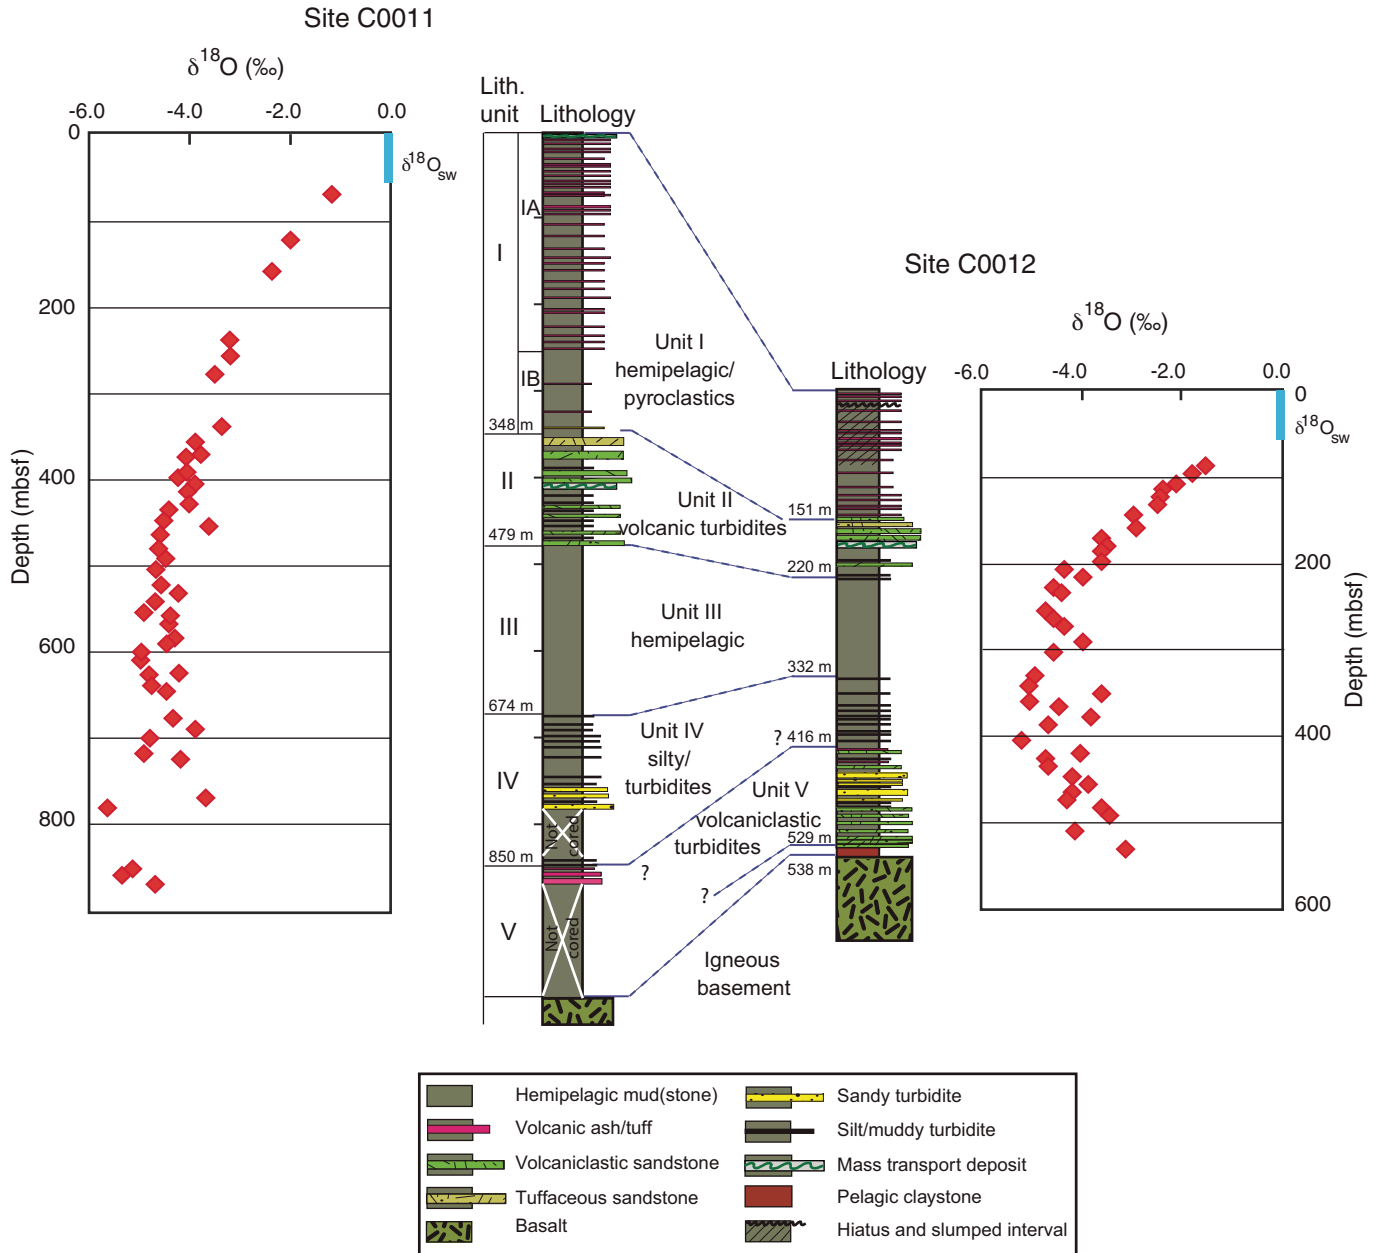 Site C0011
δ18O (‰)
-6.0 -4.0 -2.0 0.0
0
200
400
600
800
Depth (mbsf)
δ18Osw
Lith.
unit
Lithology
I
IA
IB
348 m
II
479 m
III
674 m
IV
Not
cored
850 m
V
Not
cored
Unit I
hemipelagic/
pyroclastics
Unit II
volcanic turbidites
Unit III
hemipelagic
Unit IV
silty/
turbidites
?
Unit V
volcaniclastic
turbidites
?
Igneous
basement
Site C0012
Lithology
151 m
220 m
332 m
? 416 m
529 m
538 m
δ18O (‰)
-6.0 -4.0 -2.0 0.0
0
δ18Osw
200
400
600
Depth (mbsf)
Hemipelagic mud(stone)
Volcanic ash/tuff
Volcaniclastic sandstone
Tuffaceous sandstone
Basalt
Sandy turbidite
Silt/muddy turbidite
Mass transport deposit
Pelagic claystone
Hiatus and slumped interval